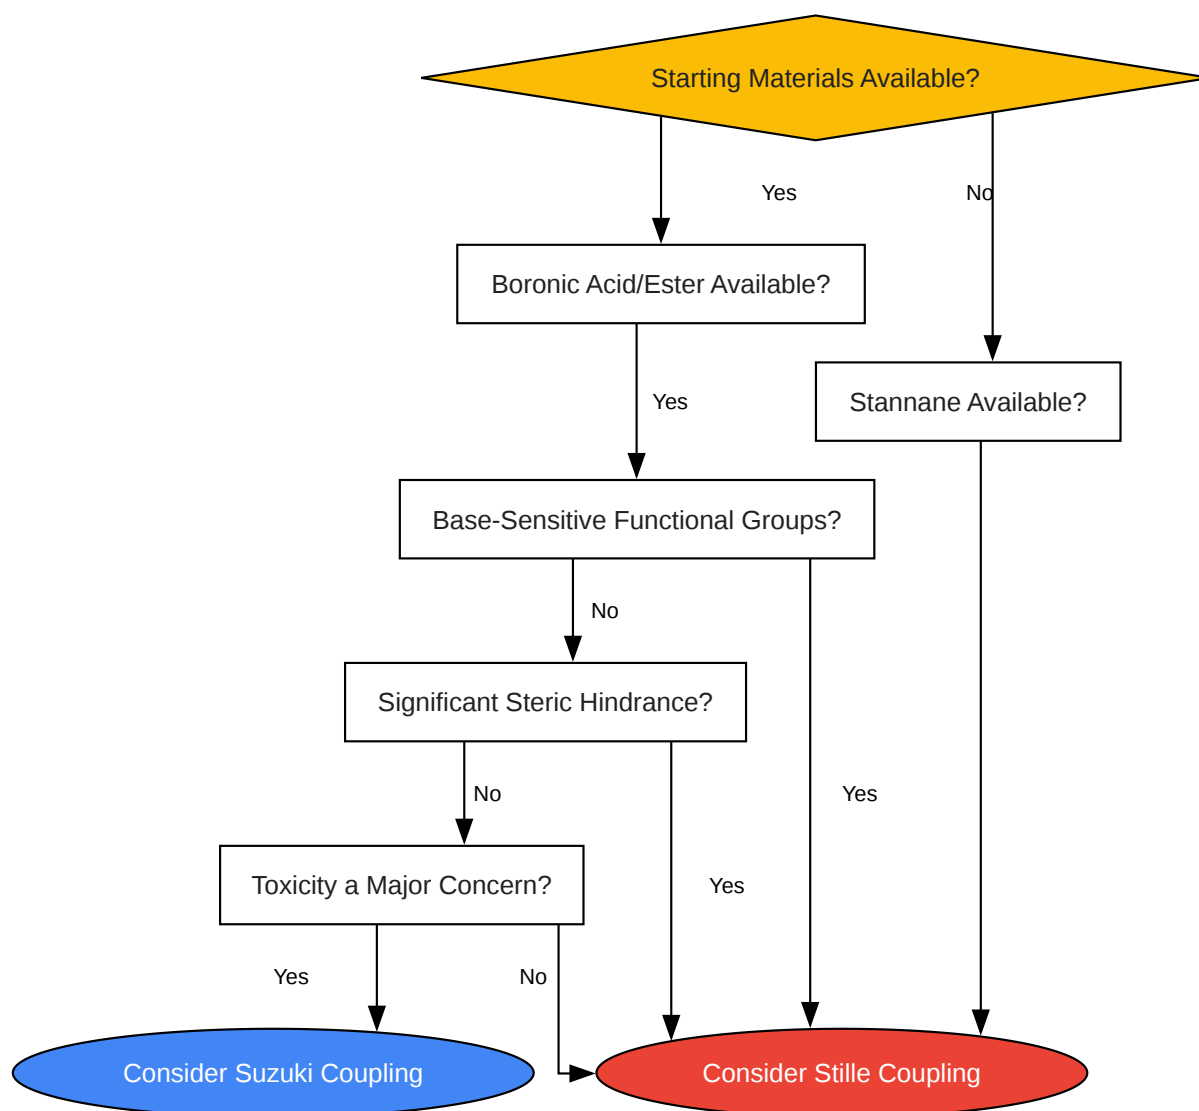 Starting Materials Available?
Yes
No
Boronic Acid/Ester Available?
Stannane Available?
Yes
Base-Sensitive Functional Groups?
No
Significant Steric Hindrance?
No
Yes
Toxicity a Major Concern?
Yes
Yes
No
Consider Suzuki Coupling
Consider Stille Coupling